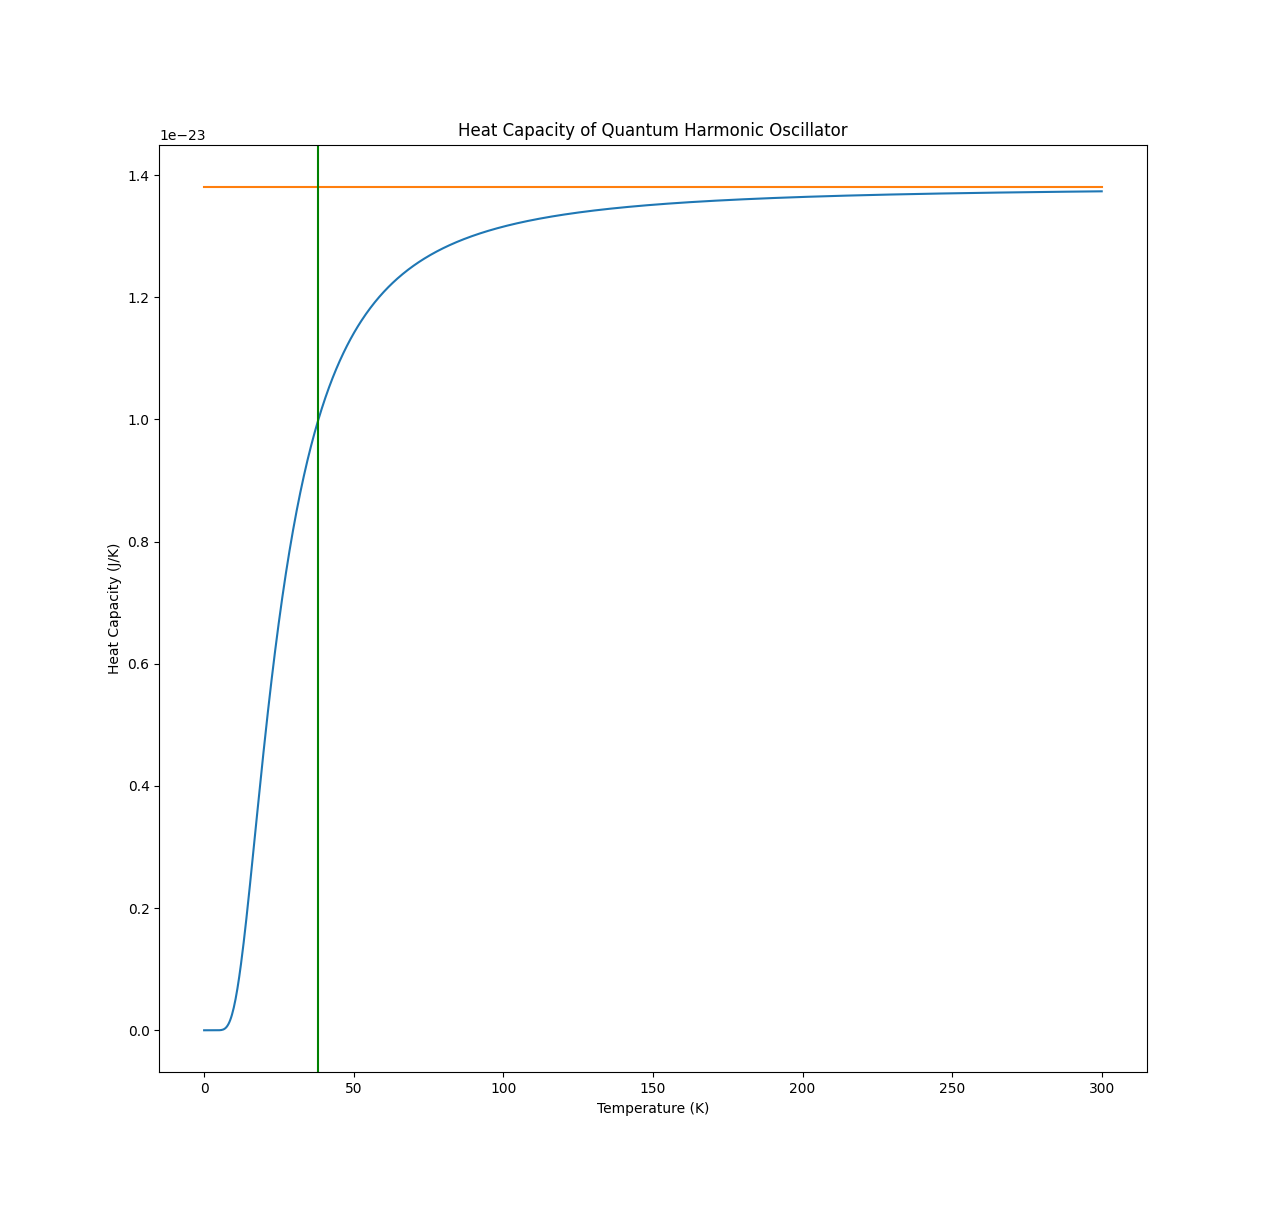 Heat Capacity of Quantum Harmonic Oscillator
1e−23
1.4
1.2
1.0
0.8
0.6
0.4
0.2
0.0
Heat Capacity (J/K)
0 50 100 150 200 250 300
Temperature (K)